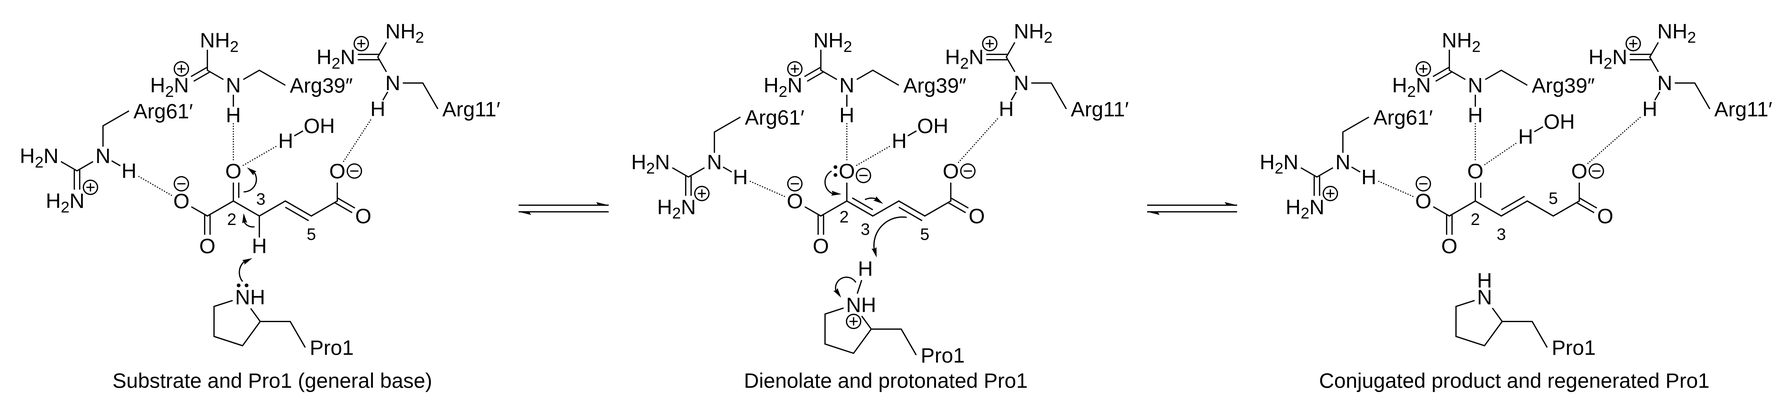 NH₂
H₂N⊕
N
H
Arg39″
NH₂
H₂N⊕
N
H
Arg11′
Arg61′
H₂N
N
H
H₂N⊕
H
OH
O
O⊖
O
O
O⊖
2
3
5
H
NH
Pro1
Substrate and Pro1 (general base)
NH₂
H₂N⊕
N
H
Arg39″
NH₂
H₂N⊕
N
H
Arg11′
Arg61′
H₂N
N
H
H₂N⊕
H
OH
O⊖
O⊖
O
O
O⊖
2
3
5
H
NH
⊕
Pro1
Dienolate and protonated Pro1
NH₂
H₂N⊕
N
H
Arg39″
NH₂
H₂N⊕
N
H
Arg11′
Arg61′
H₂N
N
H
H₂N⊕
H
OH
O
O⊖
O
O
O⊖
2
3
5
H
N
Pro1
Conjugated product and regenerated Pro1